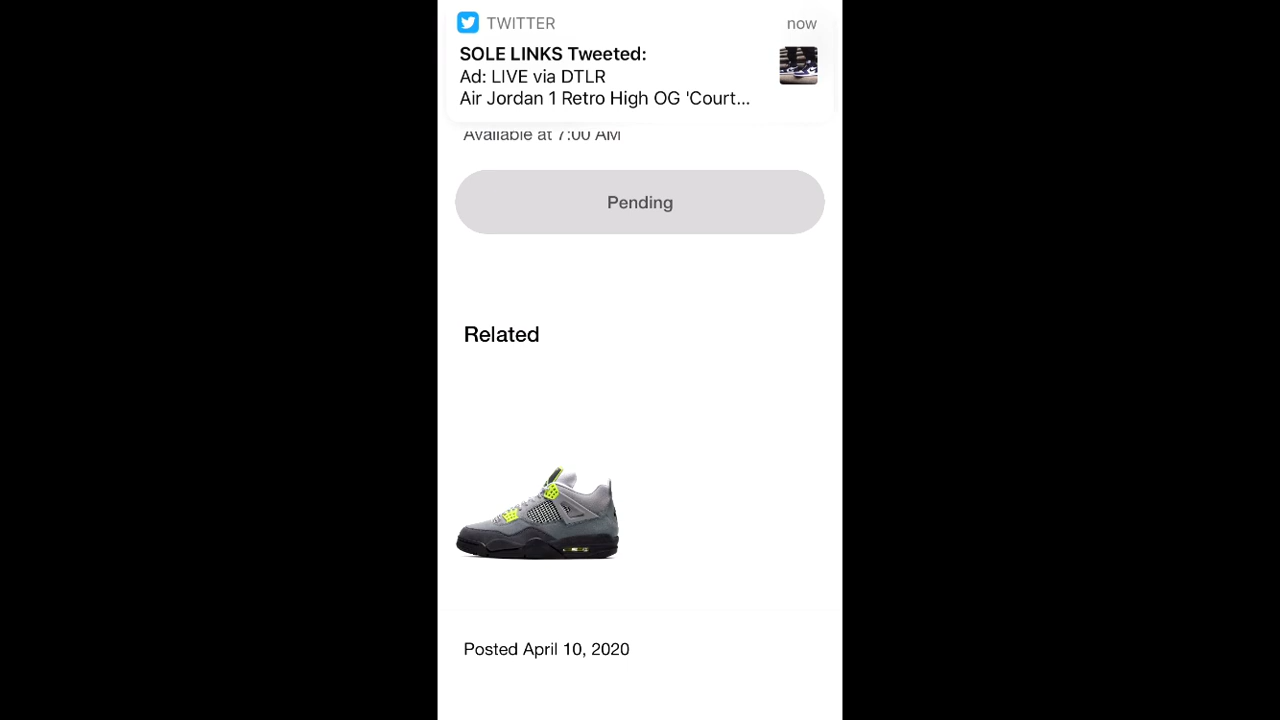 TWITTER
now
SOLE LINKS Tweeted:
Ad: LIVE via DTLR
Air Jordan 1 Retro High OG 'Court...
Available at 7:00 AM
Pending
Related
Posted April 10, 2020